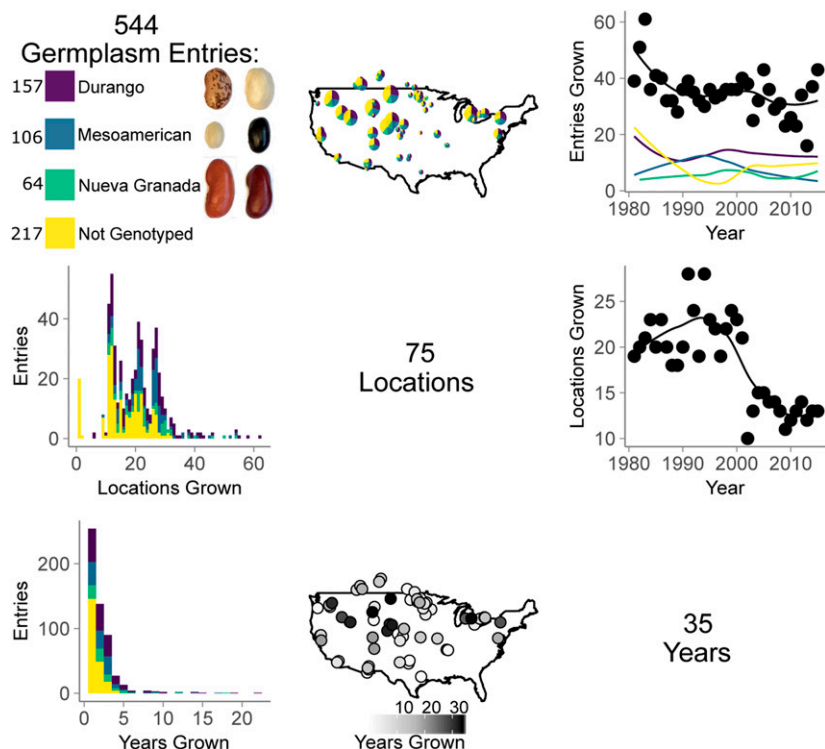 544
Germplasm Entries:
157 Durango
106 Mesoamerican
64 Nueva Granada
217 Not Genotyped
Entries Grown
60
40
20
0
1980 1990 2000 2010
Year
Entries
40
20
0
0 20 40 60
Locations Grown
75
Locations
Locations Grown
25
20
15
10
1980 1990 2000 2010
Year
Entries
200
100
0
0 5 10 15 20
Years Grown
10 20 30
Years Grown
35
Years